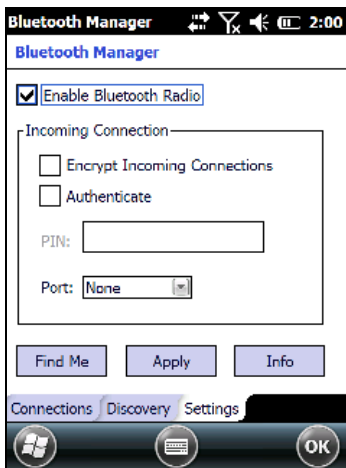 Bluetooth Manager 2:00
Bluetooth Manager
Enable Bluetooth Radio
Incoming Connection
Encrypt Incoming Connections
Authenticate
PIN:
Port: None
Find Me Apply Info
Connections Discovery Settings
OK